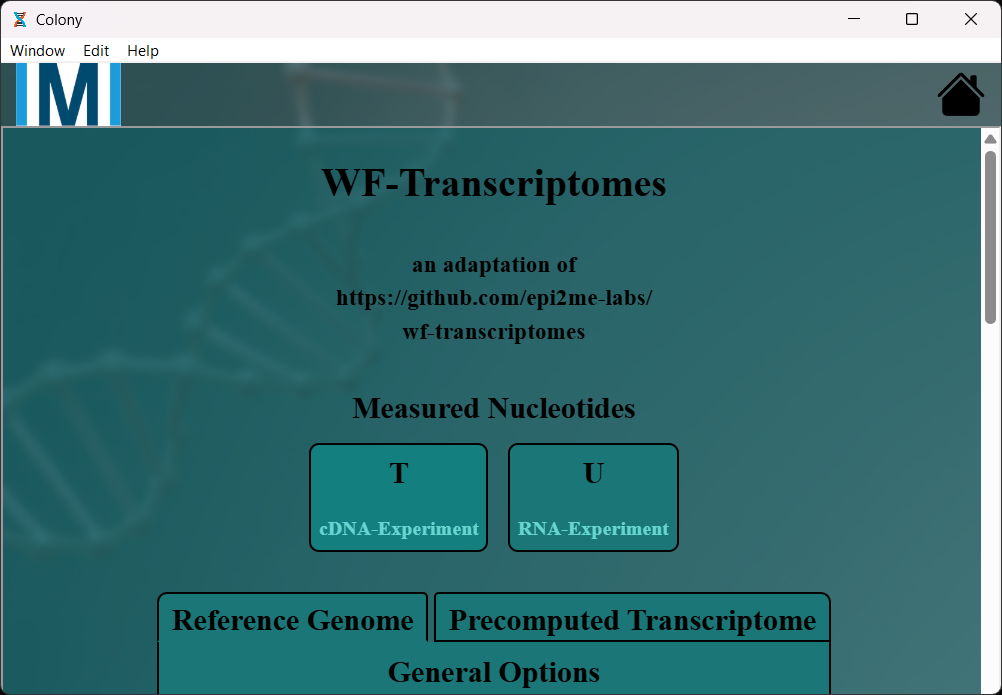 Colony
Window Edit Help
M
WF-Transcriptomes
an adaptation of
https://github.com/epi2me-labs/
wf-transcriptomes
Measured Nucleotides
T U
cDNA-Experiment RNA-Experiment
Reference Genome Precomputed Transcriptome
General Options